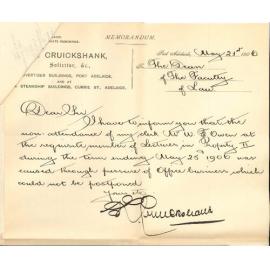 MEMORANDUM.
CRUICKSHANK,
Solicitor, &c.,
ADVERTISER BUILDINGS, PORT ADELAIDE,
AND AT
STEAMSHIP BUILDINGS, CURRIE ST., ADELAIDE.
Port Adelaide, May 21st 1906
To The Dean
of The Faculty
of Law
Dear Sir
I have to inform you that the
non-attendance of my clerk Mr W. F. Owen at
the requisite number of Lectures in Property II
during the term ending May 25th 1906 was
caused through pressure of Office business which
could not be postponed
Yours etc
Cruickshank